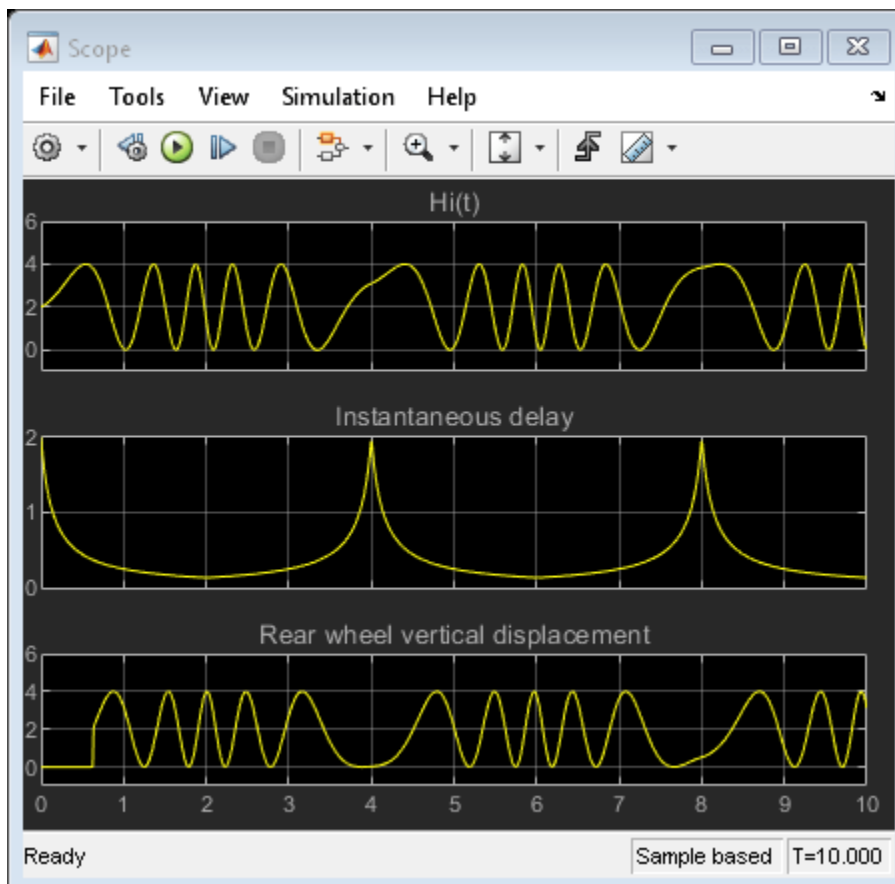 Scope
File Tools View Simulation Help
Hi(t)
6
4
2
0
Instantaneous delay
2
1
0
Rear wheel vertical displacement
6
4
2
0
0 1 2 3 4 5 6 7 8 9 10
Ready Sample based T=10.000